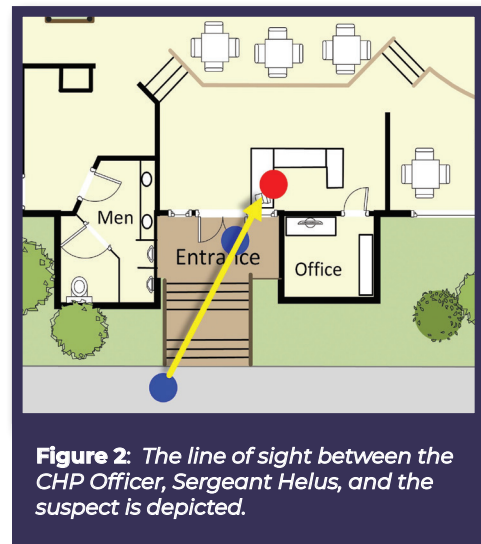 Men
Entrance
Office
Figure 2: The line of sight between the
CHP Officer, Sergeant Helus, and the
suspect is depicted.